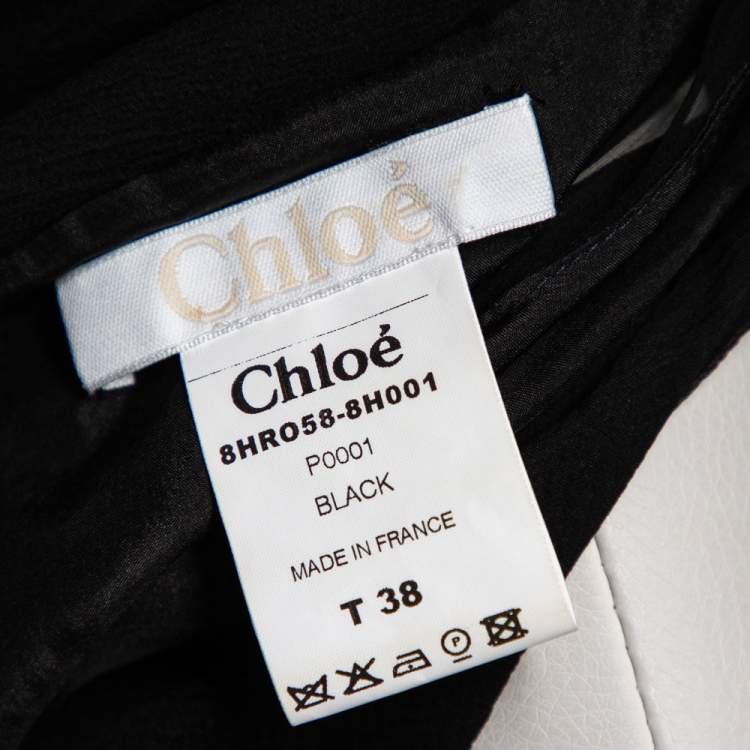 Chloé
Chloé
8HRO58-8H001
P0001
BLACK
MADE IN FRANCE
T 38
P